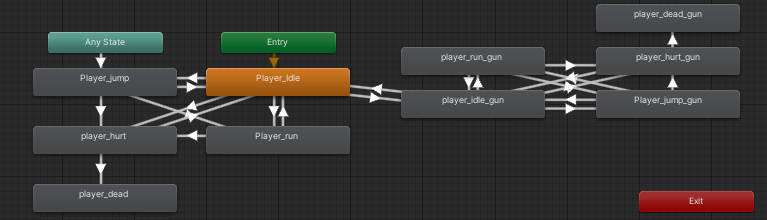 player_dead_gun
Any State
Entry
player_run_gun
player_hurt_gun
Player_jump
Player_Idle
player_idle_gun
Player_jump_gun
player_hurt
Player_run
player_dead
Exit